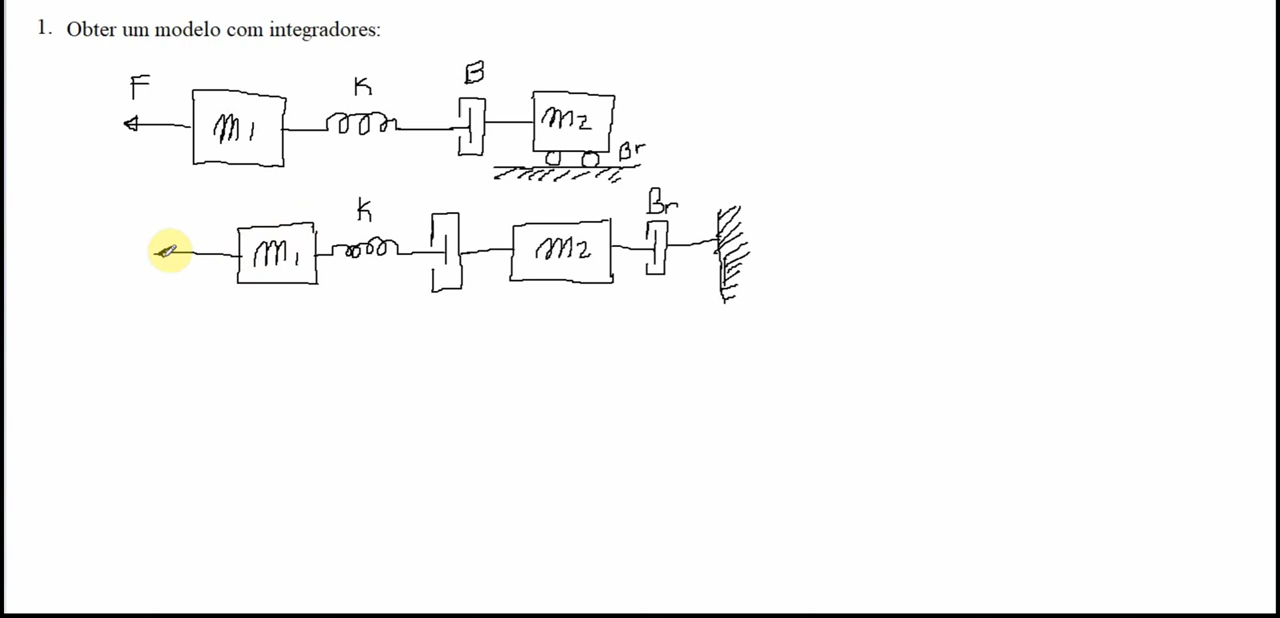 1. Obter um modelo com integradores:
F K B
M1 M2
Br
K Br
M1 M2